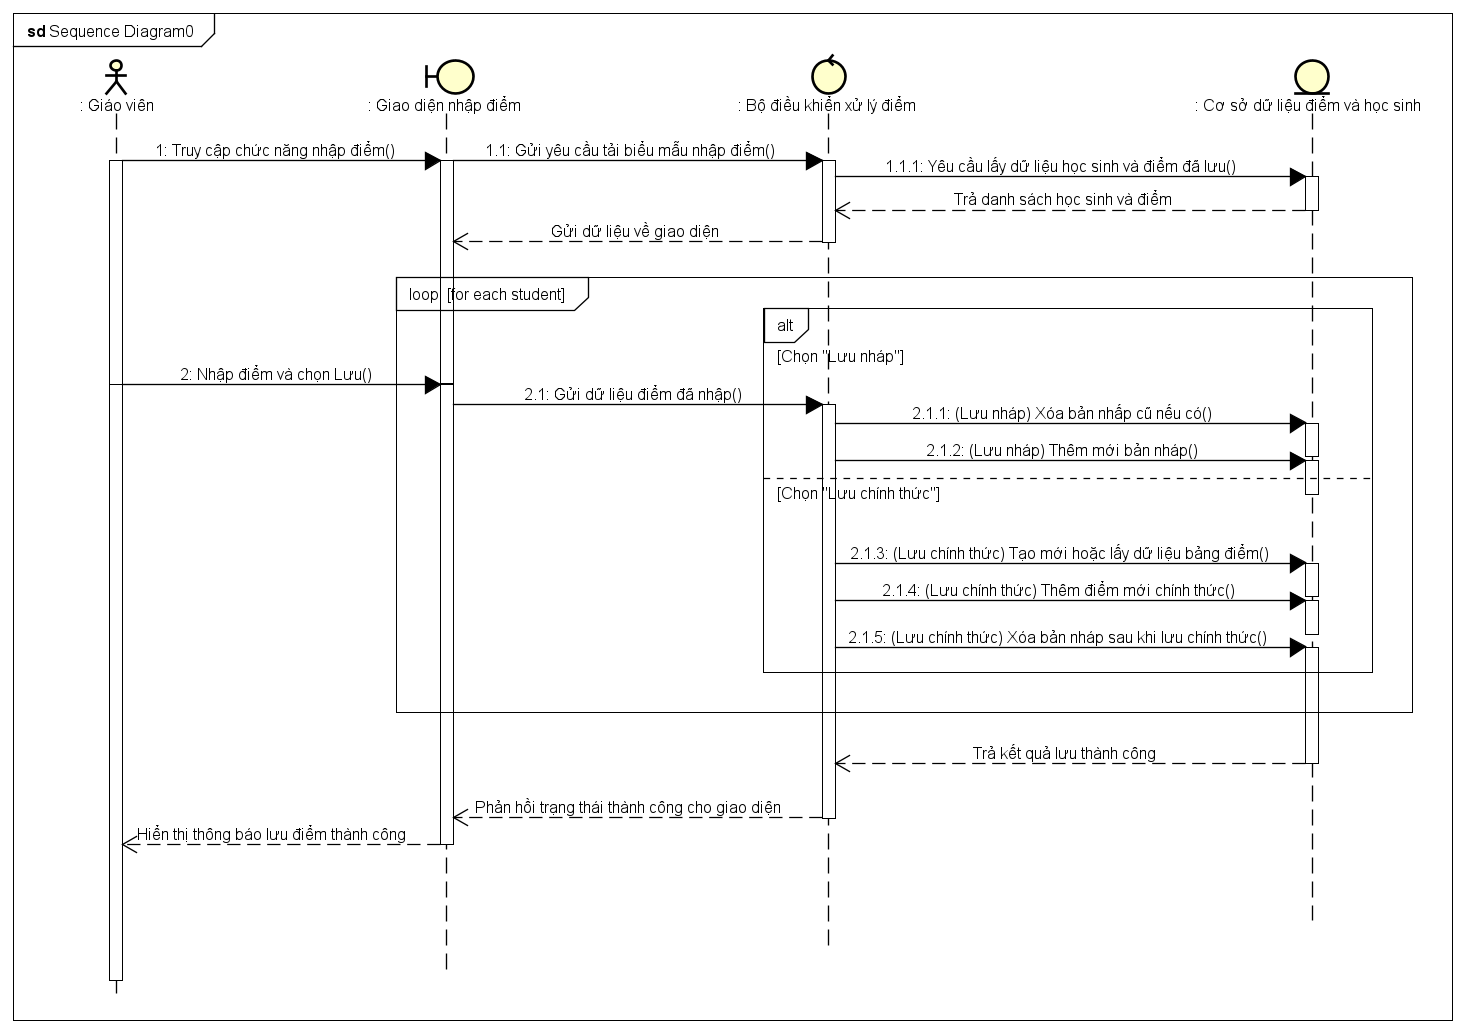 sd Sequence Diagram0
: Giáo viên
: Giao diện nhập điểm
: Bộ điều khiển xử lý điểm
: Cơ sở dữ liệu điểm và học sinh
1: Truy cập chức năng nhập điểm()
1.1: Gửi yêu cầu tải biểu mẫu nhập điểm()
1.1.1: Yêu cầu lấy dữ liệu học sinh và điểm đã lưu()
Trả danh sách học sinh và điểm
Gửi dữ liệu về giao diện
loop [for each student]
alt
[Chọn "Lưu nháp"]
2: Nhập điểm và chọn Lưu()
2.1: Gửi dữ liệu điểm đã nhập()
2.1.1: (Lưu nháp) Xóa bản nhấp cũ nếu có()
2.1.2: (Lưu nháp) Thêm mới bản nháp()
[Chọn "Lưu chính thức"]
2.1.3: (Lưu chính thức) Tạo mới hoặc lấy dữ liệu bảng điểm()
2.1.4: (Lưu chính thức) Thêm điểm mới chính thức()
2.1.5: (Lưu chính thức) Xóa bản nháp sau khi lưu chính thức()
Trả kết quả lưu thành công
Phản hồi trạng thái thành công cho giao diện
Hiển thị thông báo lưu điểm thành công